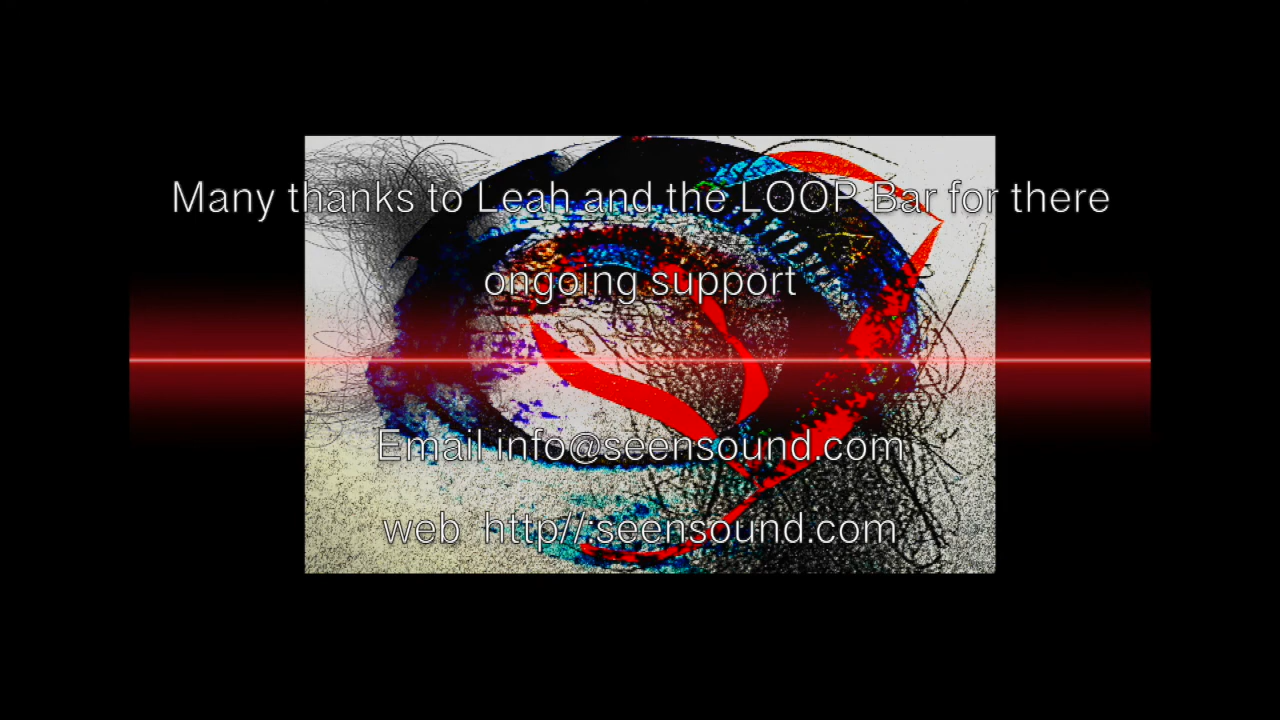 Many thanks to Leah and the LOOP Bar for there
ongoing support
Email info@seensound.com
web http//:seensound.com